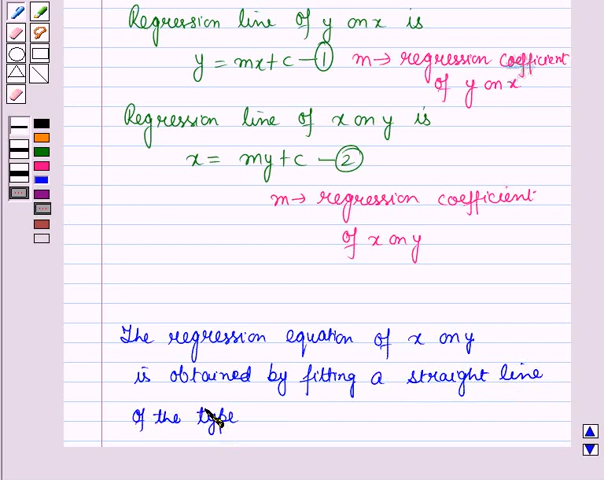 Regression line of y on x is
y = mx+c —① m→ regression coefficient
of y on x
Regression line of x on y is
x = my+c —②
m→ regression coefficient
of x on y
The regression equation of x on y
is obtained by fitting a straight line
of the type